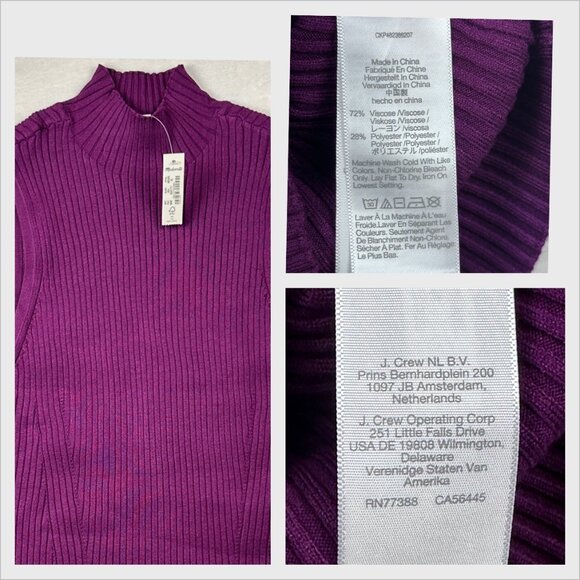 Madewell
CKP462388207
Made in China
Fabriqué En China
Hergestellt in China
Vervaardigd in China
中国製
hecho en china
72% Viscose/Viscose/
Viskose/Viscose/
レーヨン/viscosa
28% Polyester/Polyester/
Polyester/Polyester/
ポリエステル/poliéster
Machine Wash Cold With Like
Colors. Non-Chlorine Bleach
Only. Lay Flat To Dry. Iron On
Lowest Setting.
30
Laver À La Machine À L'eau
Froide.Laver En Séparant Les
Couleurs. Seulement Agent
De Blanchiment Non-Chloré.
Sécher À Plat. Fer Au Réglage
Le Plus Bas.
J. Crew NL B.V.
Prins Bernhardplein 200
1097 JB Amsterdam,
Netherlands
J. Crew Operating Corp
251 Little Falls Drive
USA DE 19808 Wilmington,
Delaware
Verenidge Staten Van
Amerika
RN77388 CA56445